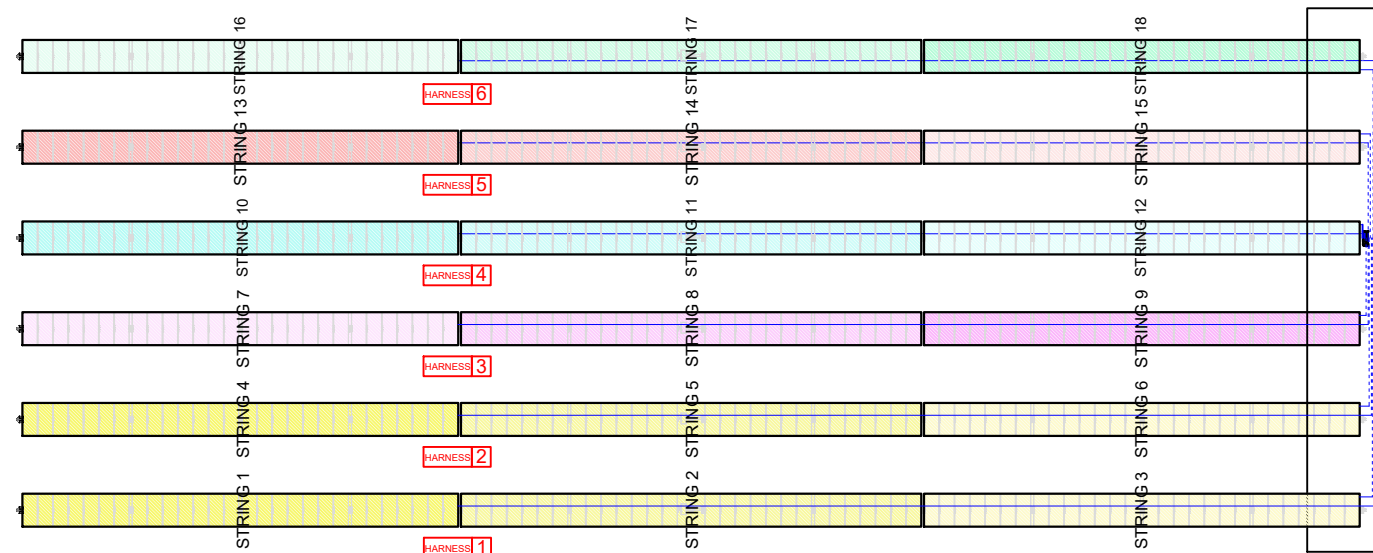 STRING 16
STRING 17
STRING 18
HARNESS 6
STRING 13
STRING 14
STRING 15
HARNESS 5
STRING 10
STRING 11
STRING 12
HARNESS 4
STRING 7
STRING 8
STRING 9
HARNESS 3
STRING 4
STRING 5
STRING 6
HARNESS 2
STRING 1
STRING 2
STRING 3
HARNESS 1